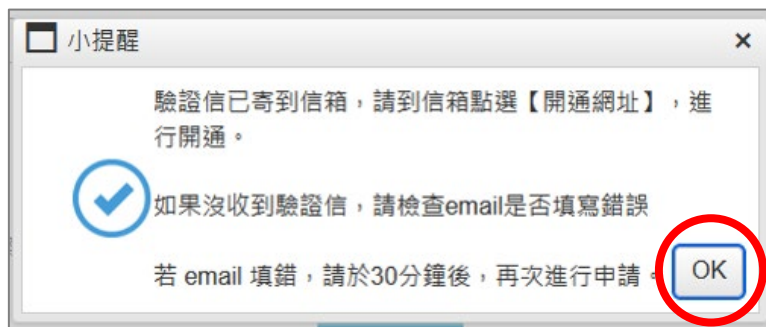 小提醒
驗證信已寄到信箱，請到信箱點選【開通網址】，進
行開通。
如果沒收到驗證信，請檢查email是否填寫錯誤
若 email 填錯，請於30分鐘後，再次進行申請。
OK